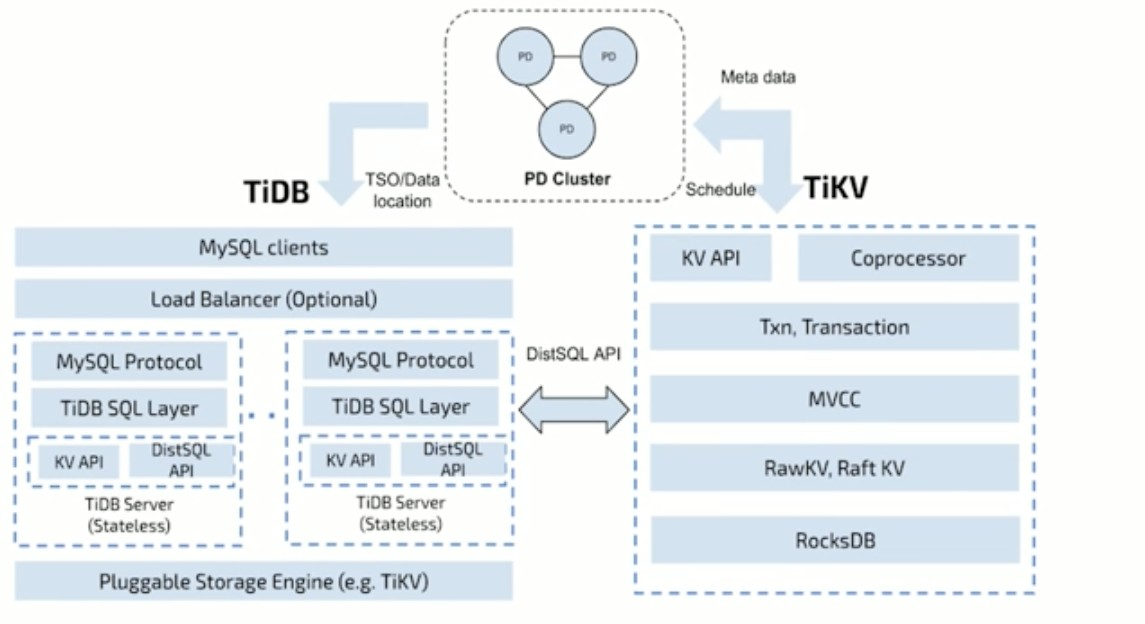 PD
PD
PD
PD Cluster
Meta data
TiDB
TSO/Data
location
Schedule
TiKV
MySQL clients
Load Balancer (Optional)
MySQL Protocol
TiDB SQL Layer
KV API
DistSQL
API
TiDB Server
(Stateless)
MySQL Protocol
TiDB SQL Layer
KV API
DistSQL
API
TiDB Server
(Stateless)
Pluggable Storage Engine (e.g. TiKV)
DistSQL API
KV API
Coprocessor
Txn, Transaction
MVCC
RawKV, Raft KV
RocksDB